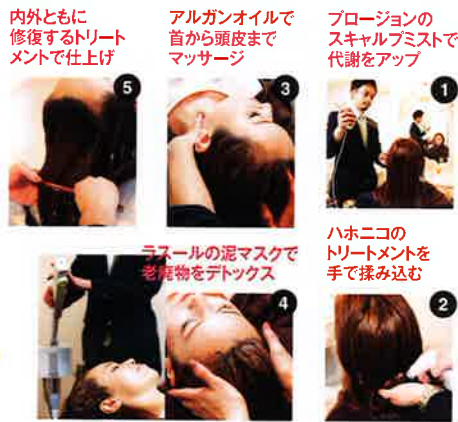 プロージョンの
スキャルプミストで
代謝をアップ
1
ハホニコの
トリートメントを
手で揉み込む
2
アルガンオイルで
首から頭皮まで
マッサージ
3
ラスールの泥マスクで
老廃物をデトックス
4
内外ともに
修復するトリート
メントで仕上げ
5